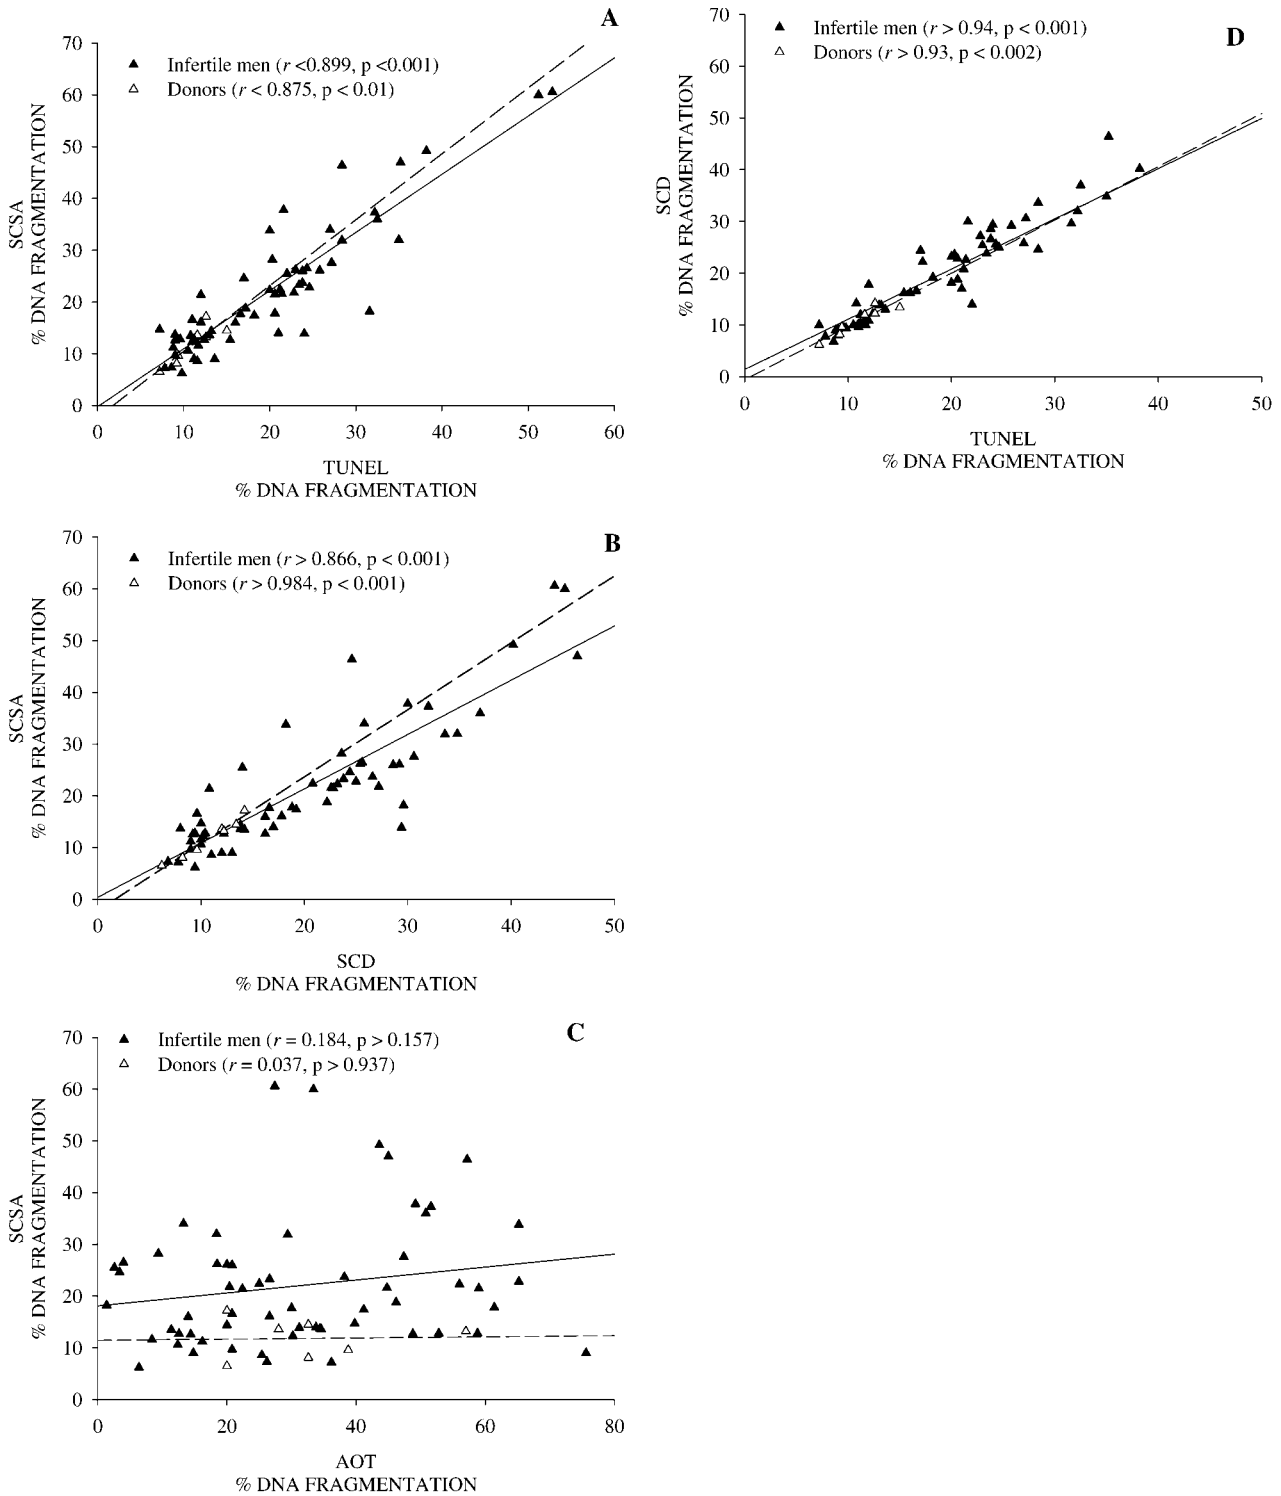 A
70
60
50
40
30
20
10
0
Infertile men (r <0.899, p <0.001)
Donors (r < 0.875, p < 0.01)
SCSA
% DNA FRAGMENTATION
0 10 20 30 40 50 60
TUNEL
% DNA FRAGMENTATION
D
70
60
50
40
30
20
10
0
Infertile men (r > 0.94, p < 0.001)
Donors (r > 0.93, p < 0.002)
SCD
% DNA FRAGMENTATION
0 10 20 30 40 50
TUNEL
% DNA FRAGMENTATION
B
70
60
50
40
30
20
10
0
Infertile men (r > 0.866, p < 0.001)
Donors (r > 0.984, p < 0.001)
SCSA
% DNA FRAGMENTATION
0 10 20 30 40 50
SCD
% DNA FRAGMENTATION
C
70
60
50
40
30
20
10
0
Infertile men (r = 0.184, p > 0.157)
Donors (r = 0.037, p > 0.937)
SCSA
% DNA FRAGMENTATION
0 20 40 60 80
AOT
% DNA FRAGMENTATION